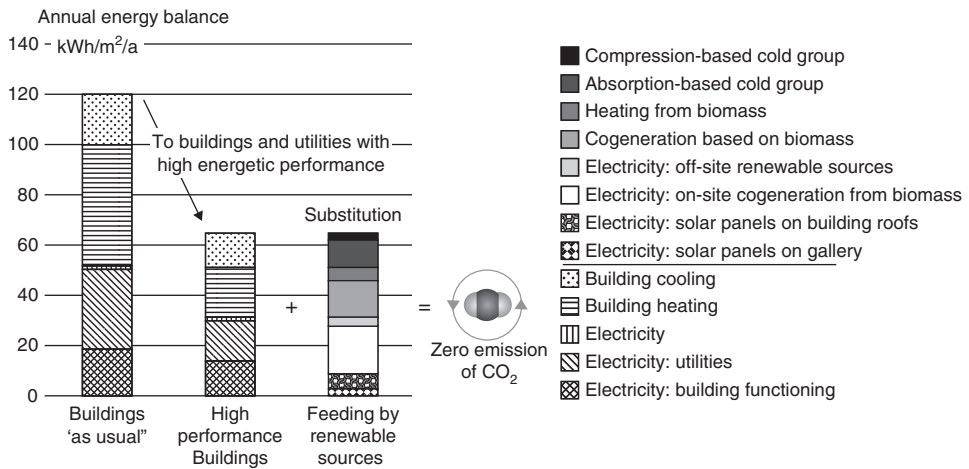 Annual energy balance
140
kWh/m²/a
120
100
80
60
40
20
0
To buildings and utilities with
high energetic performance
Substitution
+
=
Zero emission
of CO₂
Buildings
'as usual"
High
performance
Buildings
Feeding by
renewable
sources
Compression-based cold group
Absorption-based cold group
Heating from biomass
Cogeneration based on biomass
Electricity: off-site renewable sources
Electricity: on-site cogeneration from biomass
Electricity: solar panels on building roofs
Electricity: solar panels on gallery
Building cooling
Building heating
Electricity
Electricity: utilities
Electricity: building functioning